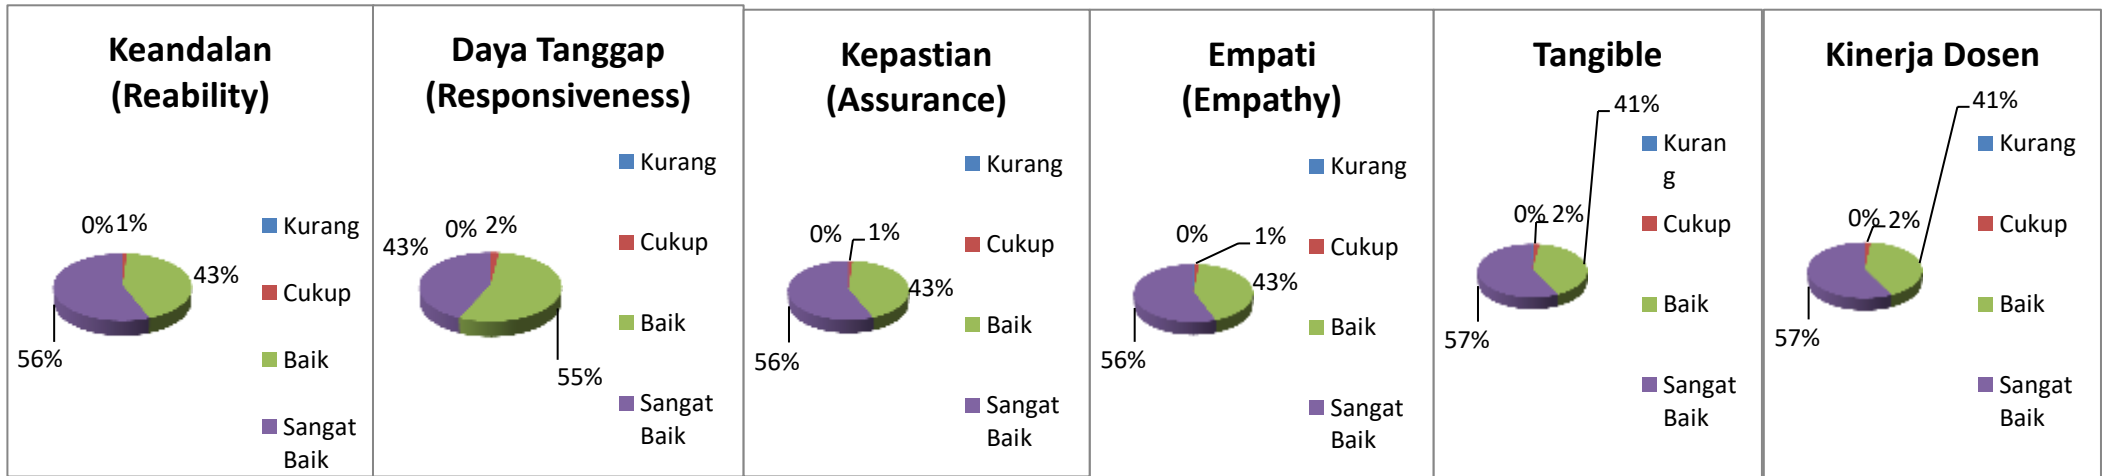 Keandalan
(Reability)
0%
1%
43%
56%
Kurang
Cukup
Baik
Sangat
Baik
Daya Tanggap
(Responsiveness)
43%
0%
2%
55%
Kurang
Cukup
Baik
Sangat
Baik
Kepastian
(Assurance)
0%
1%
43%
56%
Kurang
Cukup
Baik
Sangat
Baik
Empati
(Empathy)
0%
1%
43%
56%
Kurang
Cukup
Baik
Sangat
Baik
Tangible
41%
0%
2%
57%
Kuran
g
Cukup
Baik
Sangat
Baik
Kinerja Dosen
41%
0%
2%
57%
Kurang
Cukup
Baik
Sangat
Baik